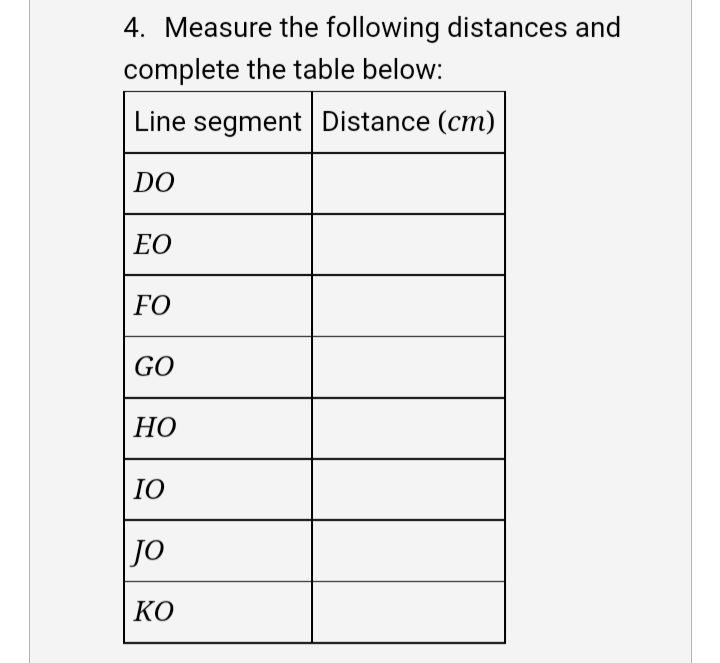 4. Measure the following distances and
complete the table below:
Line segment Distance (cm)
DO
EO
FO
GO
HO
IO
JO
KO